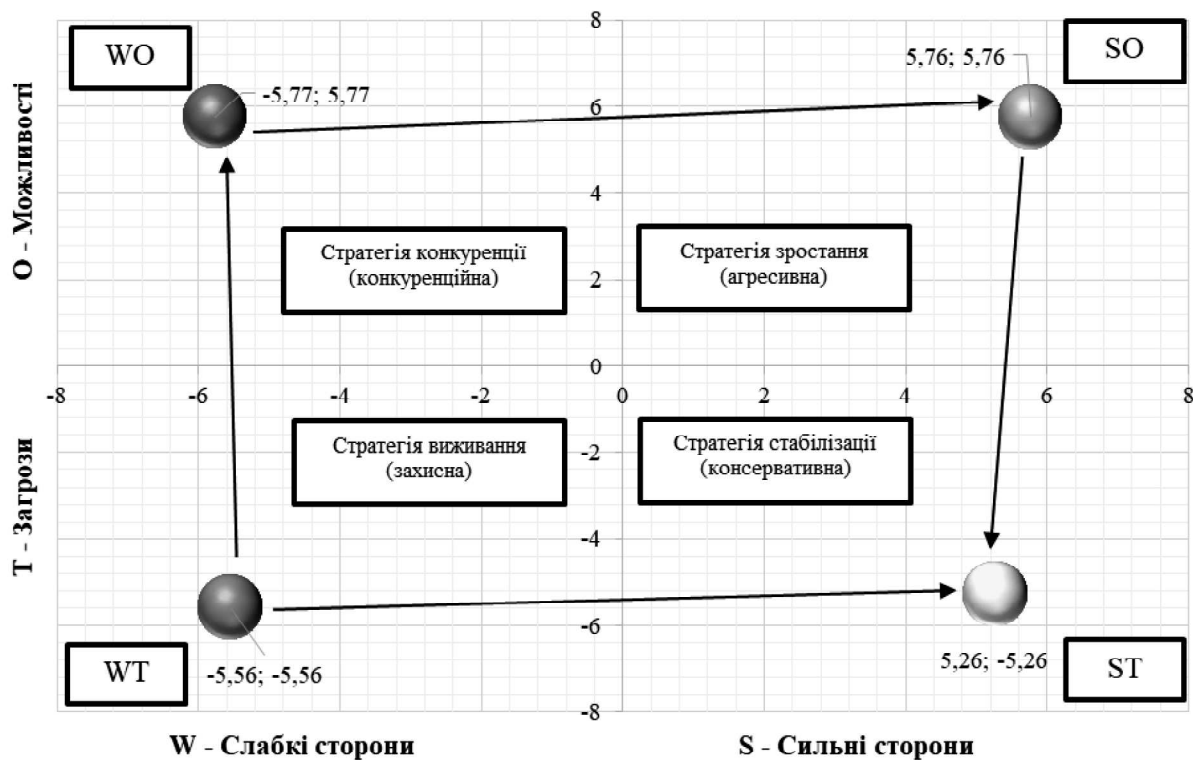 8
WO
SO
5,76; 5,76
-5,77; 5,77
6
О - Можливості
4
Стратегія конкуренції
(конкуренційна)
Стратегія зростання
(агресивна)
2
0
-8
-6
-4
-2
0
2
4
6
8
Т - Загрози
Стратегія виживання
(захисна)
Стратегія стабілізації
(консервативна)
-2
-4
-6
WT
-5,56; -5,56
5,26; -5,26
ST
-8
W - Слабкі сторони
S - Сильні сторони